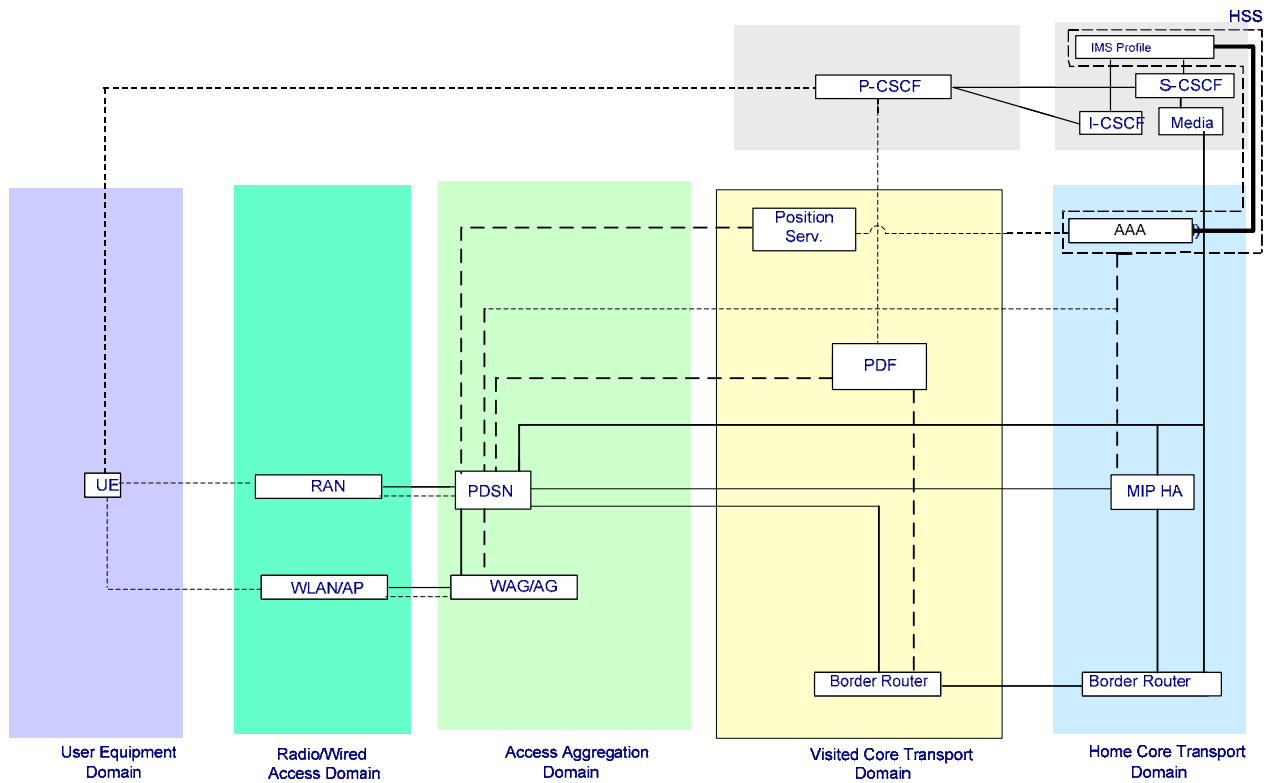 HSS
IMS Profile
P-CSCF
S-CSCF
I-CSCF
Media
Position
Serv.
AAA
)
PDF
UE
RAN
PDSN
MIP HA
WLAN/AP
WAG/AG
Border Router
Border Router
User Equipment
Domain
Radio/Wired
Access Domain
Access Aggregation
Domain
Visited Core Transport
Domain
Home Core Transport
Domain